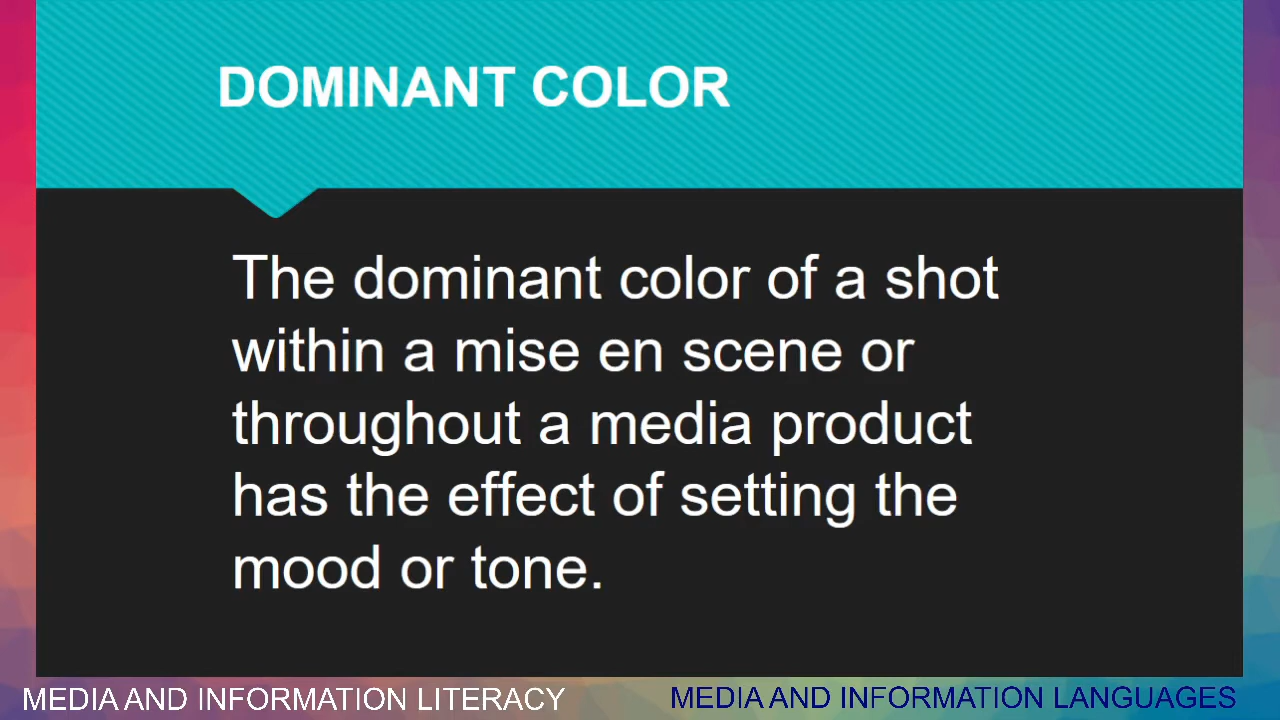 DOMINANT COLOR
The dominant color of a shot
within a mise en scene or
throughout a media product
has the effect of setting the
mood or tone.
MEDIA AND INFORMATION LITERACY
MEDIA AND INFORMATION LANGUAGES